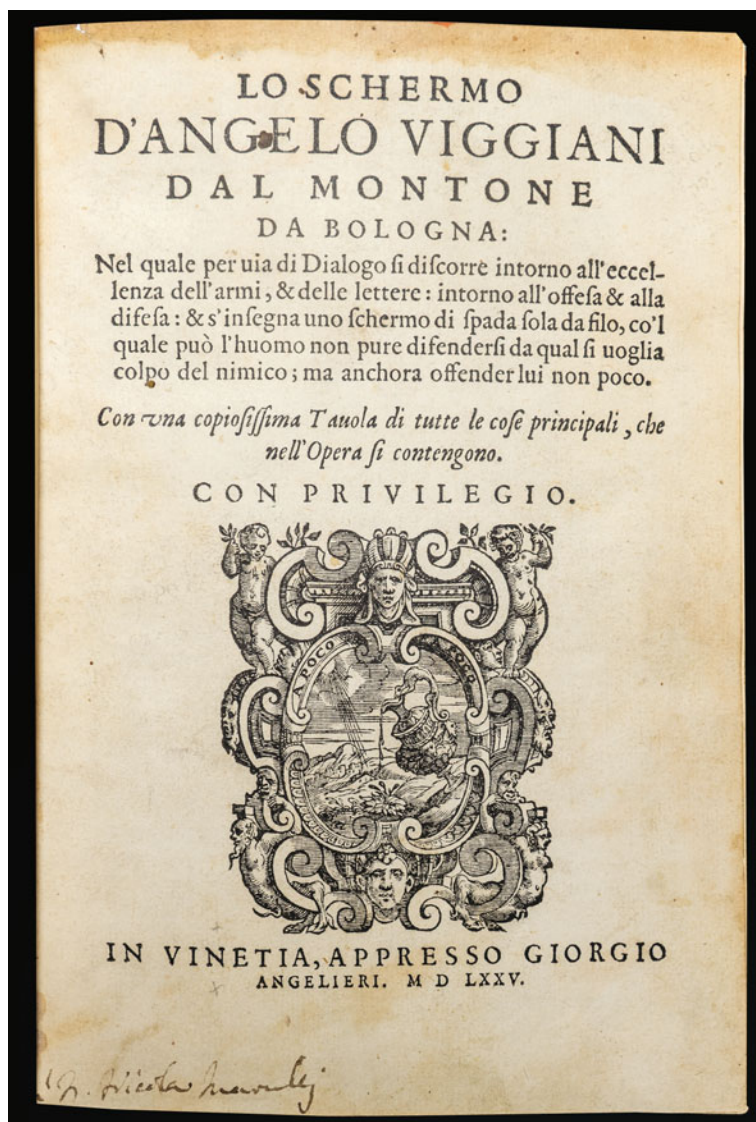 LO SCHERMO
D'ANGELO VIGGIANI
DAL MONTONE
DA BOLOGNA:
Nel quale per uia di Dialogo ſi diſcorre intorno all'eccel-
lenza dell'armi, & delle lettere: intorno all'offeſa & alla
difeſa: & s'inſegna uno ſchermo di ſpada ſola da filo, co'l
quale può l'huomo non pure difenderſi da qual ſi uoglia
colpo del nimico; ma anchora offender lui non poco.
Con vna copioſiſſima Tauola di tutte le coſe principali, che
nell'Opera ſi contengono.
CON PRIVILEGIO.
A POCO A POCO
IN VINETIA, APPRESSO GIORGIO
ANGELIERI. M D LXXV.
Nicola